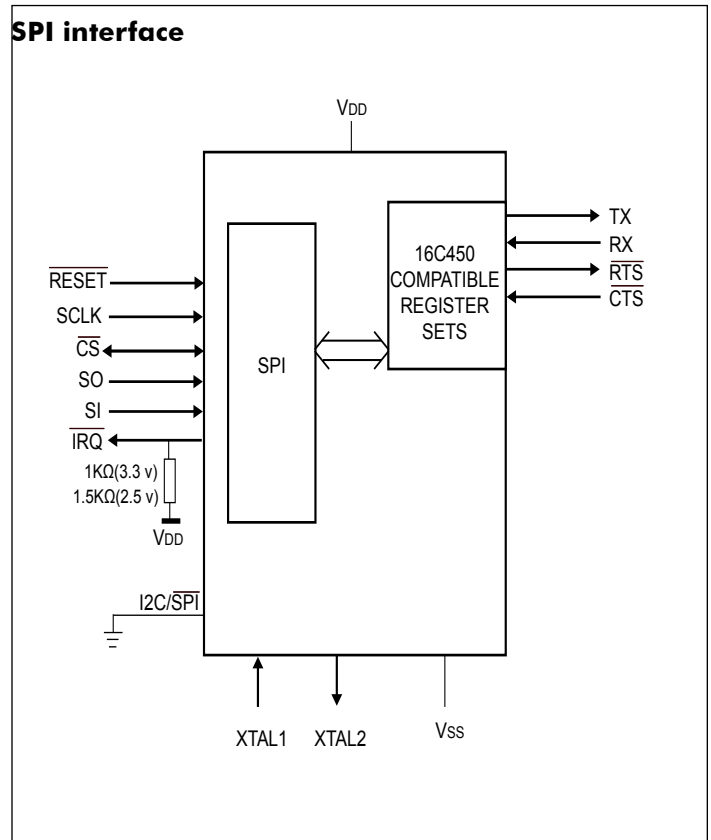 SPI interface
VDD
RESET
SCLK
CS
SO
SI
IRQ
1KΩ(3.3 v)
1.5KΩ(2.5 v)
VDD
I2C/SPI
SPI
16C450
COMPATIBLE
REGISTER
SETS
TX
RX
RTS
CTS
XTAL1
XTAL2
VSS